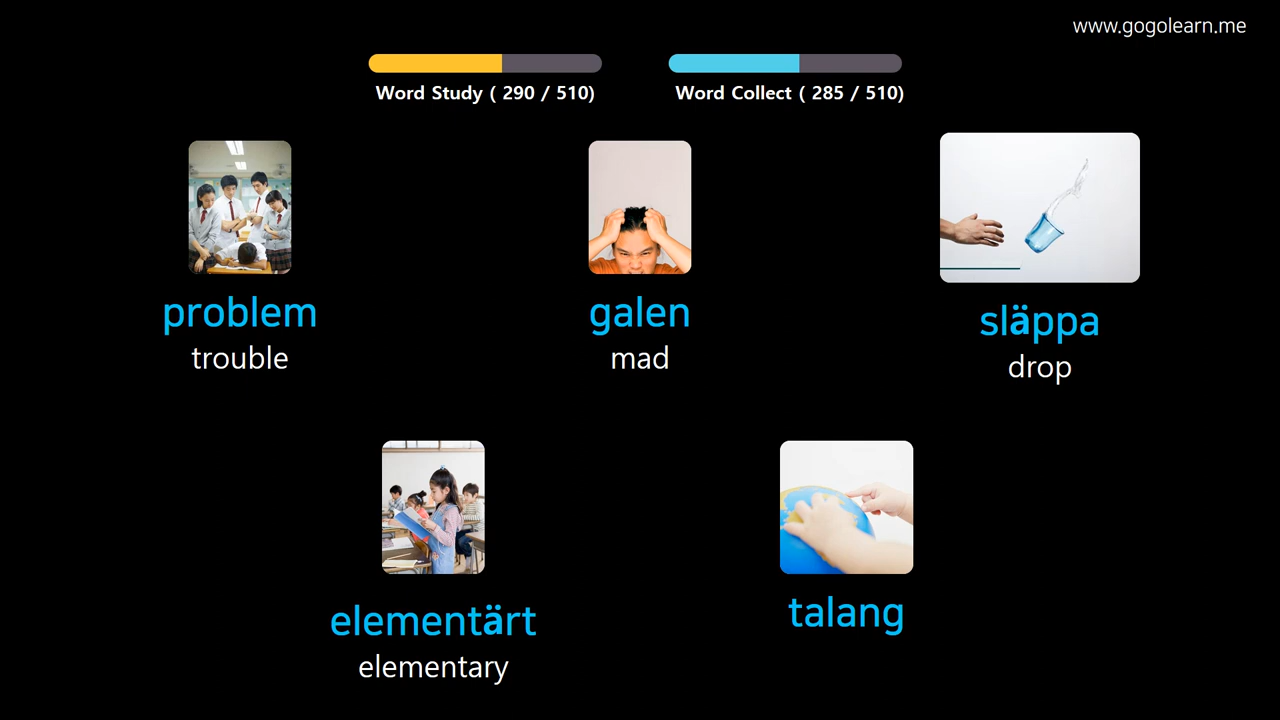 www.gogolearn.me
Word Study ( 290 / 510)
Word Collect ( 285 / 510)
problem
trouble
galen
mad
släppa
drop
elementärt
elementary
talang